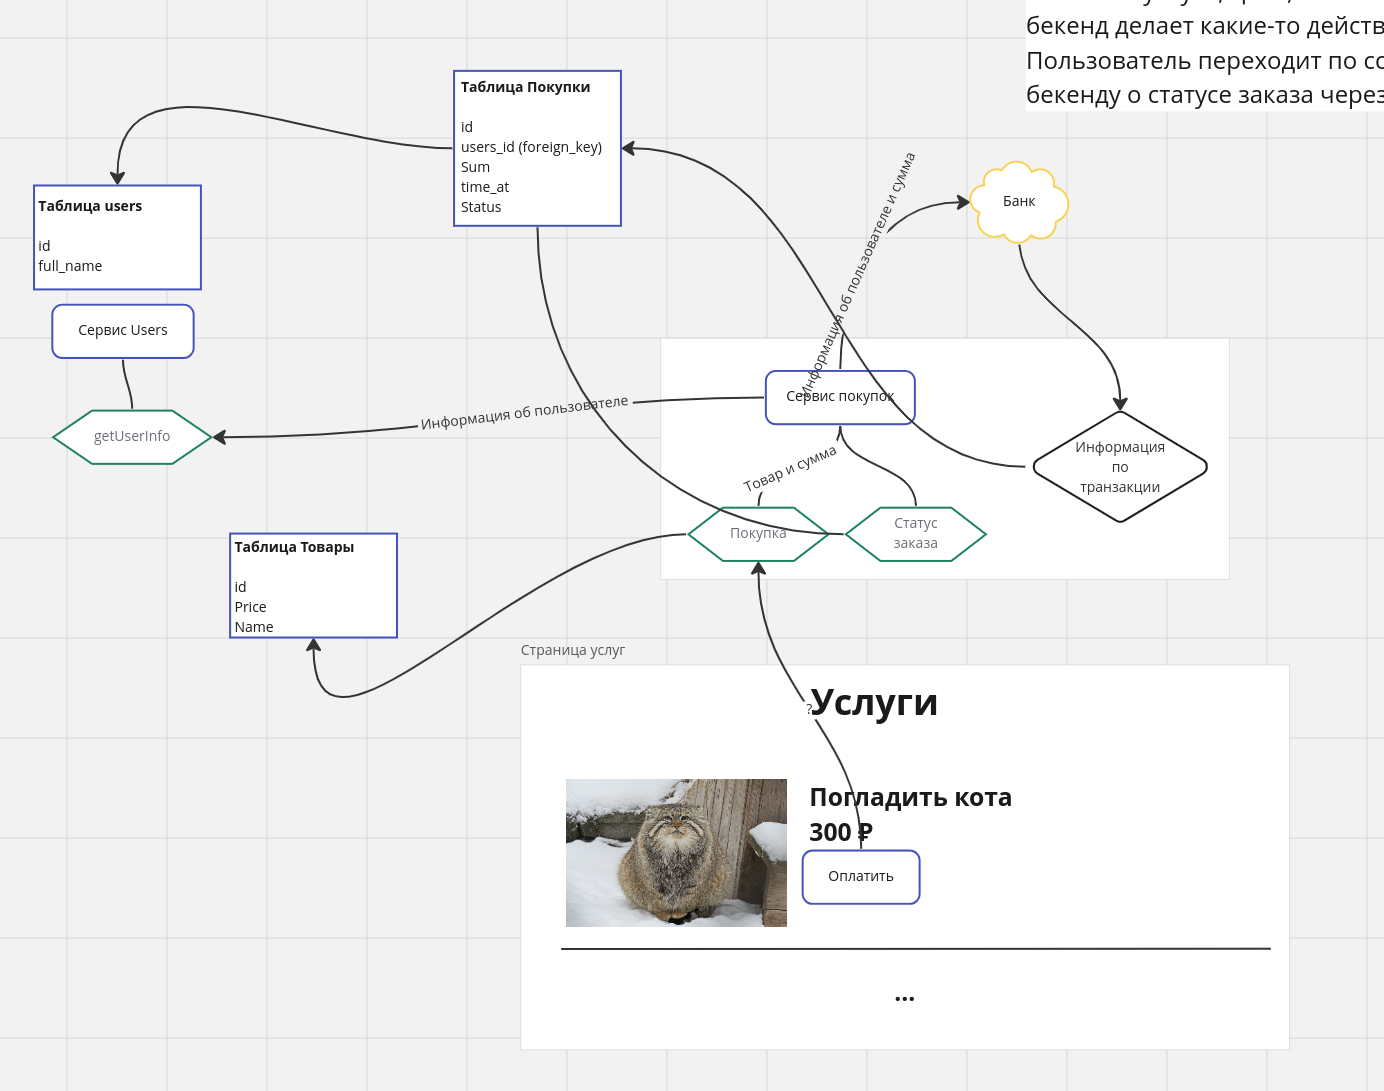 бекенд делает какие-то действ
Пользователь переходит по сс
бекенду о статусе заказа через
Таблица Покупки
id
users_id (foreign_key)
Sum
time_at
Status
Таблица users
id
full_name
Банк
Информация об пользователе и сумма
Сервис Users
Сервис покупок
Информация об пользователе
getUserInfo
Информация
по
транзакции
Товар и сумма
Покупка
Статус
заказа
Таблица Товары
id
Price
Name
Страница услуг
?
Услуги
Погладить кота
300 ₽
Оплатить
...